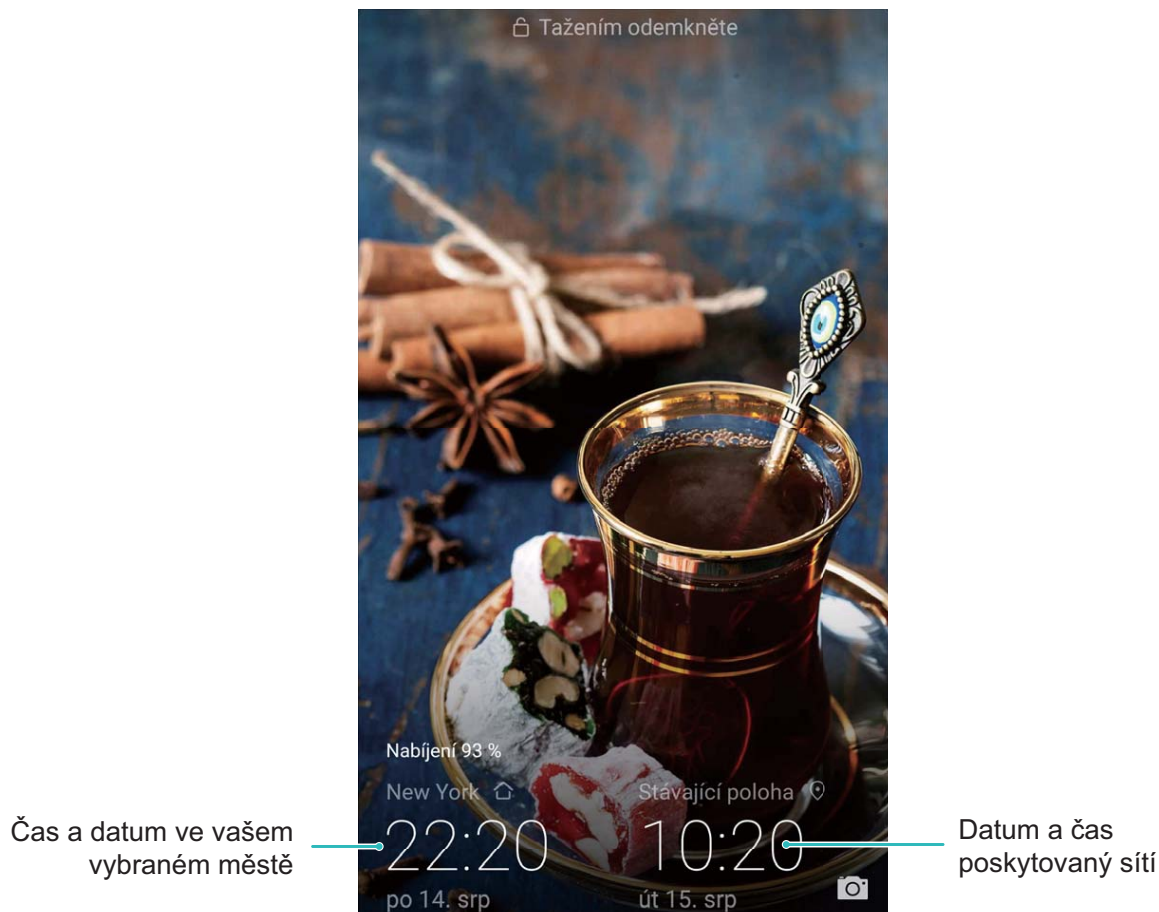 Tažením odemkněte
Nabíjení 93 %
New York
Stávající poloha
22:20
10:20
po 14. srp
út 15. srp
Čas a datum ve vašem
vybraném městě
Datum a čas
poskytovaný sítí